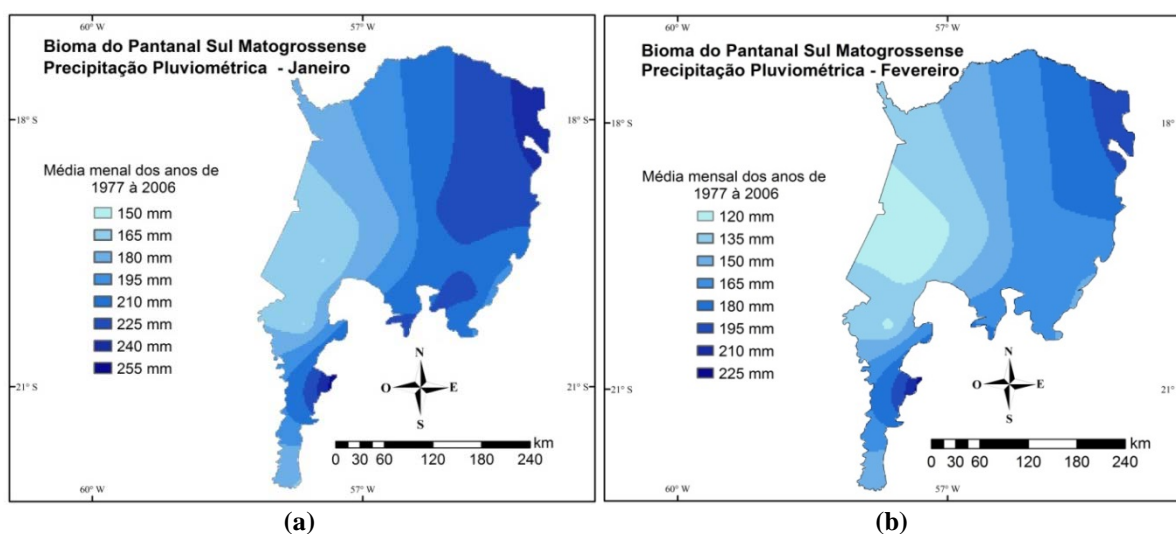 60° W
57° W
Bioma do Pantanal Sul Matogrossense
Precipitação Pluviométrica - Janeiro
18° S
Média menal dos anos de
1977 à 2006
150 mm
165 mm
180 mm
195 mm
210 mm
225 mm
240 mm
255 mm
N
O
E
S
21° S
km
0 30 60 120 180 240
60° W
57° W
(a)
60° W
57° W
Bioma do Pantanal Sul Matogrossense
Precipitação Pluviométrica - Fevereiro
18° S
18°
Média mensal dos anos de
1977 à 2006
120 mm
135 mm
150 mm
165 mm
180 mm
195 mm
210 mm
225 mm
N
O
E
S
21° S
21°
km
0 30 60 120 180 240
60° W
57° W
(b)